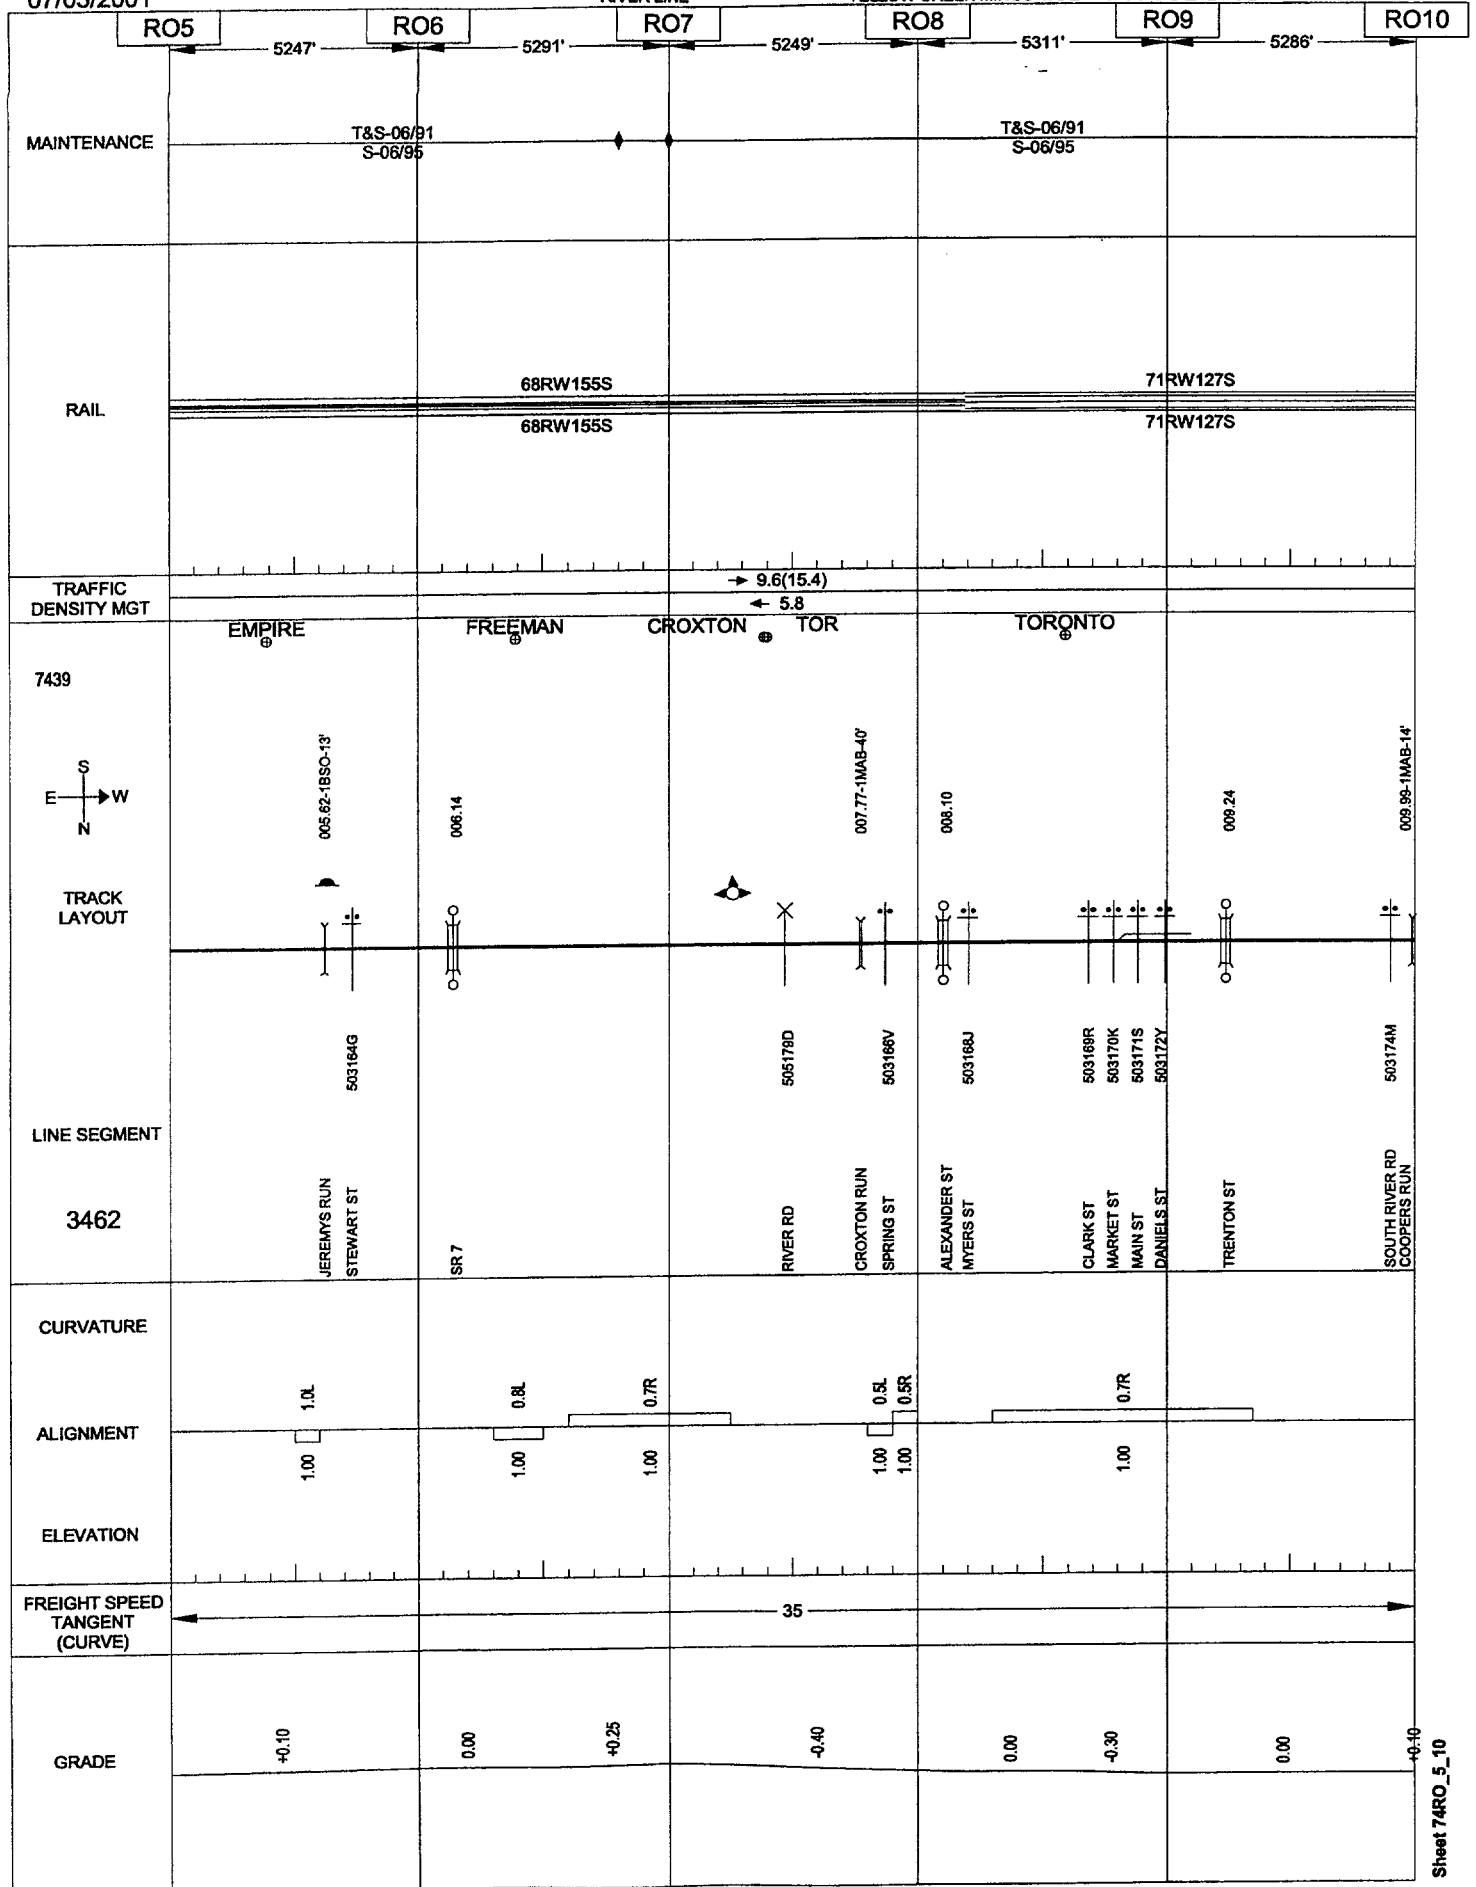 07/03/2001
RO5 RO6 RO7 RO8 RO9 RO10
5247' 5291' 5249' 5311' 5286'
MAINTENANCE
T&S-06/91 T&S-06/91
S-06/95 S-06/95
RAIL
68RW155S 71RW127S
68RW155S 71RW127S
TRAFFIC
DENSITY MGT
9.6(15.4)
5.8
EMPIRE FREEMAN CROXTON TOR TORONTO
7439
S
E W
N
005.62-1BSO-13'
006.14
007.77-1MAB-40'
008.10
009.24
009.99-1MAB-14'
TRACK
LAYOUT
503164G
505179D
503166V
503168J
503169R
503170K
503171S
503172Y
503174M
LINE SEGMENT
3462
JEREMYS RUN
STEWART ST
SR 7
RIVER RD
CROXTON RUN
SPRING ST
ALEXANDER ST
MYERS ST
CLARK ST
MARKET ST
MAIN ST
DANIELS ST
TRENTON ST
SOUTH RIVER RD
COOPERS RUN
CURVATURE
1.0L 0.8L 0.7R 0.5L 0.5R 0.7R
ALIGNMENT
1.00 1.00 1.00 1.00 1.00 1.00
ELEVATION
FREIGHT SPEED
TANGENT
(CURVE)
35
GRADE
+0.10 0.00 +0.25 -0.40 0.00 -0.30 0.00 +0.10
Sheet 74RO_5_10